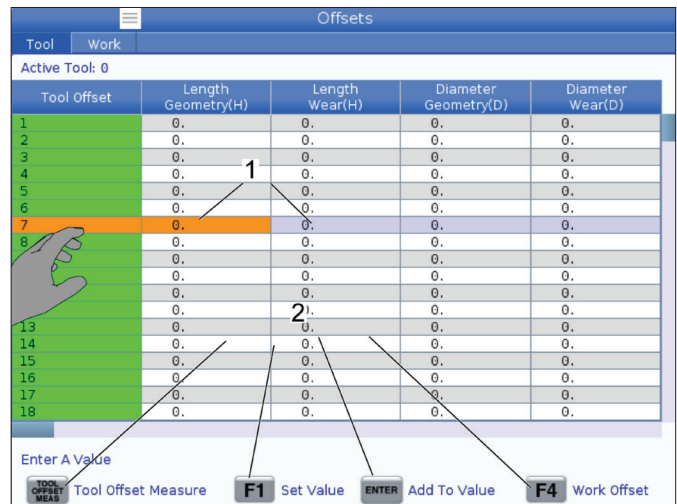 Offsets
Tool Work
Active Tool: 0
Tool Offset Length Geometry(H) Length Wear(H) Diameter Geometry(D) Diameter Wear(D)
1 0. 0. 0. 0.
2 0. 0. 0. 0.
3 0. 0. 0. 0.
4 0. 0. 0. 0.
1
5 0. 0. 0. 0.
6 0. 0. 0. 0.
7 0. 0. 0. 0.
8 0. 0. 0. 0.
0. 0. 0. 0.
0. 0. 0. 0.
0. 0. 0. 0.
0. 0. 0.
2
13 0. 0. 0. 0.
14 0. 0. 0. 0.
15 0. 0. 0. 0.
16 0. 0. 0. 0.
17 0. 0. 0. 0.
18 0. 0. 0. 0.
Enter A Value
TOOL OFFSET MEAS Tool Offset Measure F1 Set Value ENTER Add To Value F4 Work Offset